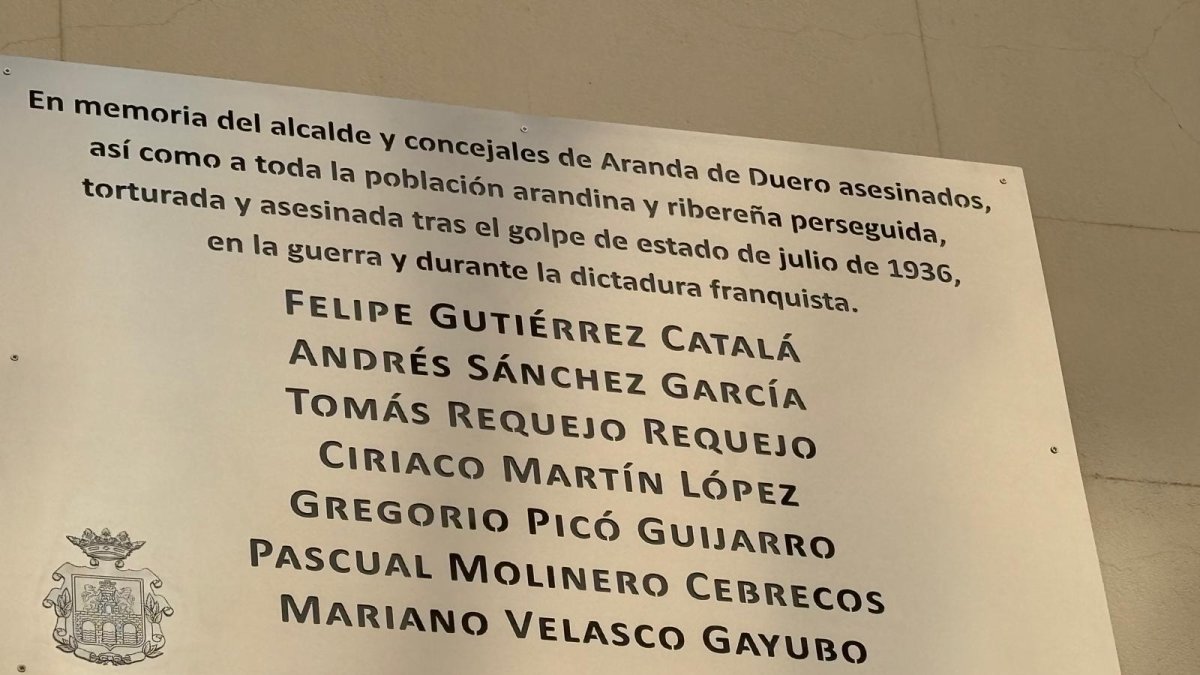 En memoria del alcalde y concejales de Aranda de Duero asesinados,
así como a toda la población arandina y ribereña perseguida,
torturada y asesinada tras el golpe de estado de julio de 1936,
en la guerra y durante la dictadura franquista.
FELIPE GUTIÉRREZ CATALÁ
ANDRÉS SÁNCHEZ GARCÍA
TOMÁS REQUEJO REQUEJO
CIRIACO MARTÍN LÓPEZ
GREGORIO PICÓ GUIJARRO
PASCUAL MOLINERO CEBRECOS
MARIANO VELASCO GAYUBO